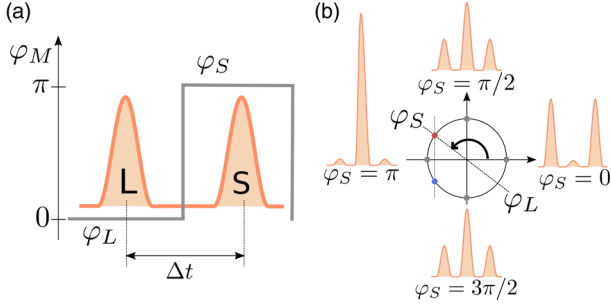 (a)
φ_M
π
0
φ_S
L
S
φ_L
Δt
(b)
φ_S = π/2
φ_S
φ_S = π
φ_S = 0
φ_L
φ_S = 3π/2